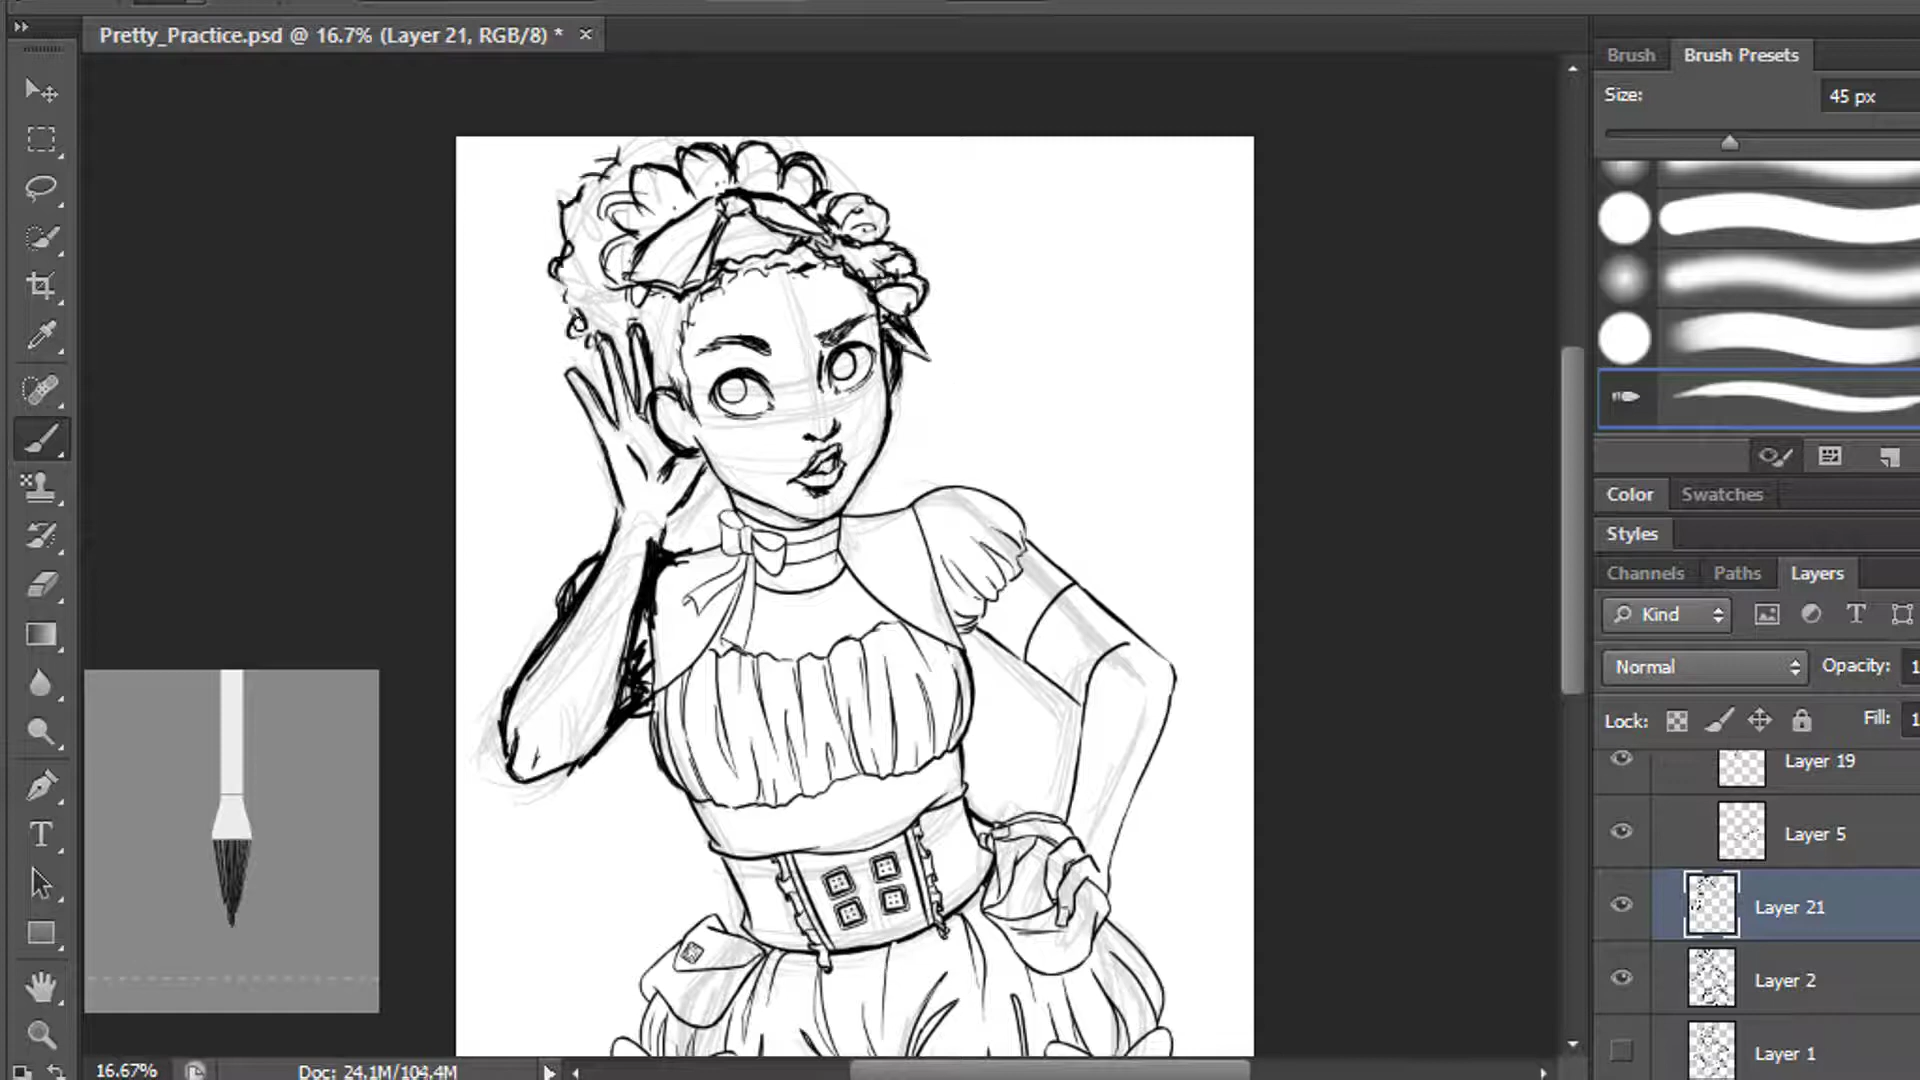 Pretty_Practice.psd @ 16.7% (Layer 21, RGB/8) *
Brush
Brush Presets
Size:
45 px
Color
Swatches
Styles
Channels
Paths
Layers
Kind
Normal
Opacity:
Lock:
Fill:
Layer 19
Layer 5
Layer 21
Layer 2
Layer 1
16.67%
Doc: 24.1M/104.4M